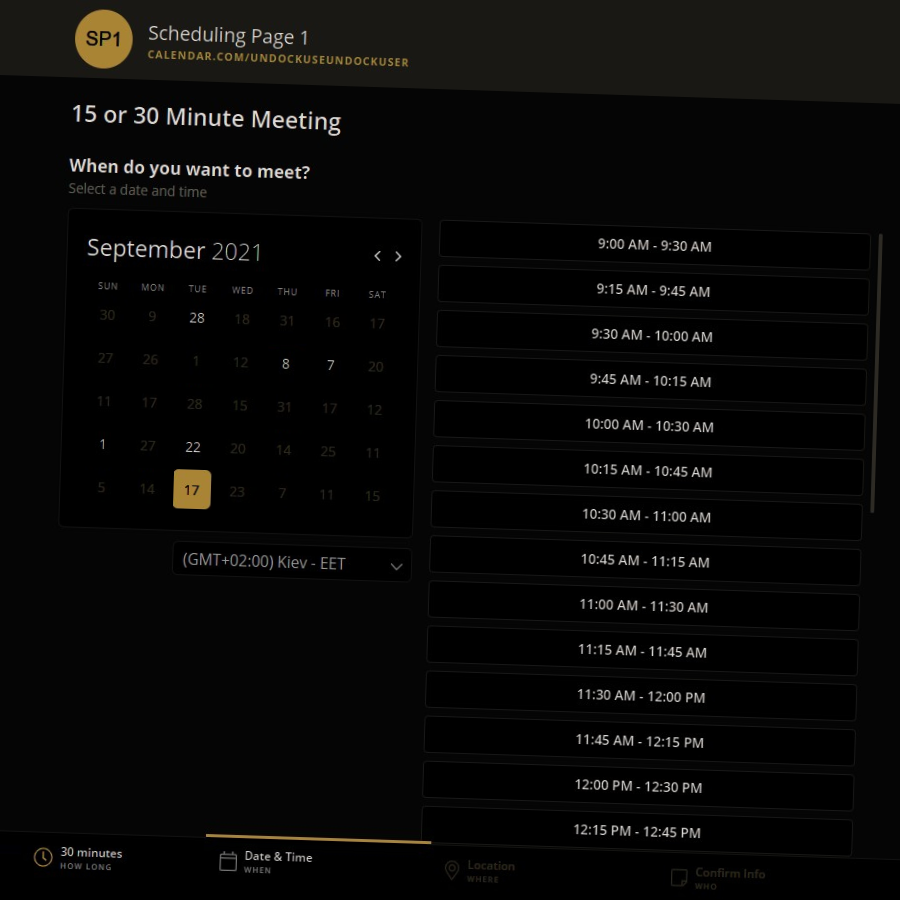 SP1
Scheduling Page 1
CALENDAR.COM/UNDOCKUSEUNDOCKUSER
15 or 30 Minute Meeting
When do you want to meet?
Select a date and time
September 2021
SUN MON TUE WED THU FRI SAT
30 9 28 18 31 16 17
27 26 1 12 8 7 20
11 17 28 15 31 17 12
1 27 22 20 14 25 11
5 14 17 23 7 11 15
(GMT+02:00) Kiev - EET
9:00 AM - 9:30 AM
9:15 AM - 9:45 AM
9:30 AM - 10:00 AM
9:45 AM - 10:15 AM
10:00 AM - 10:30 AM
10:15 AM - 10:45 AM
10:30 AM - 11:00 AM
10:45 AM - 11:15 AM
11:00 AM - 11:30 AM
11:15 AM - 11:45 AM
11:30 AM - 12:00 PM
11:45 AM - 12:15 PM
12:00 PM - 12:30 PM
12:15 PM - 12:45 PM
30 minutes
HOW LONG
Date & Time
WHEN
Location
WHERE
Confirm Info
WHO